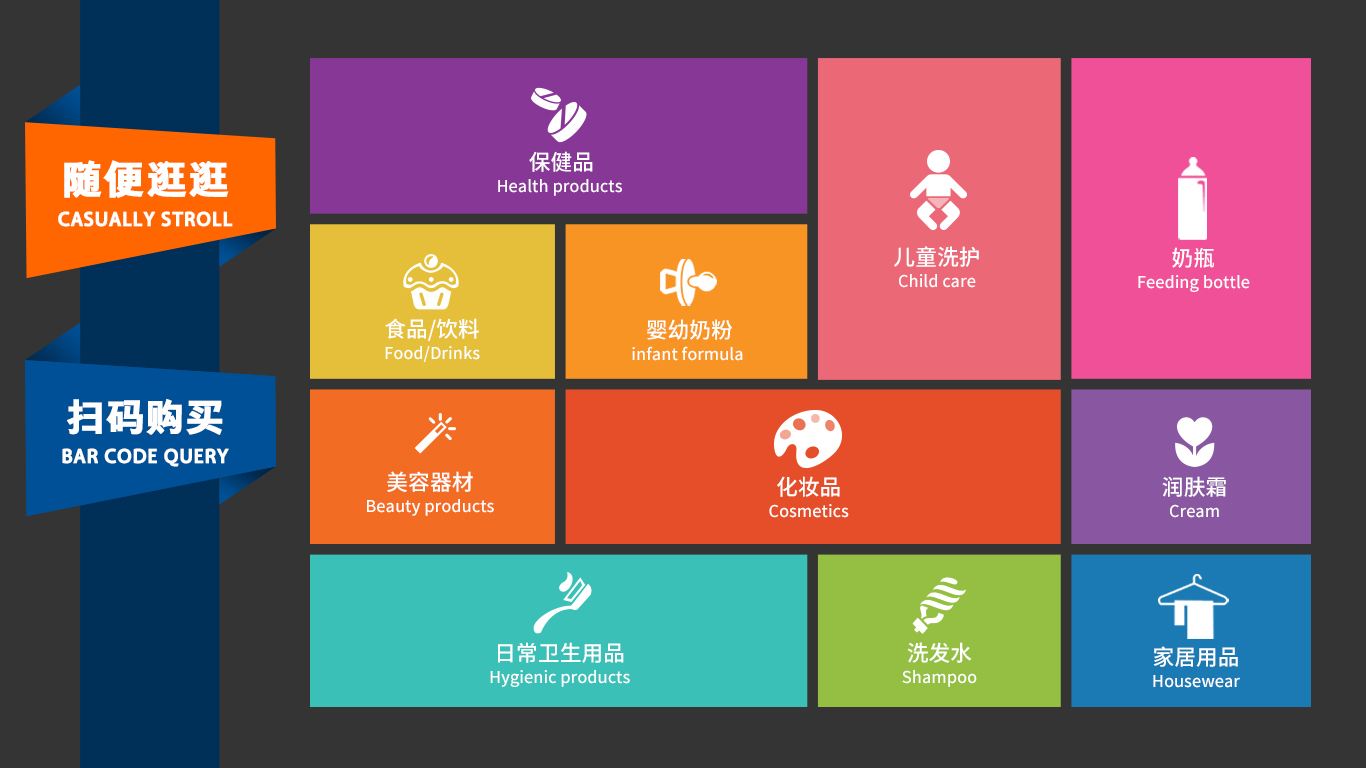 随便逛逛
CASUALLY STROLL
扫码购买
BAR CODE QUERY
保健品
Health products
儿童洗护
Child care
奶瓶
Feeding bottle
食品/饮料
Food/Drinks
婴幼奶粉
infant formula
美容器材
Beauty products
化妆品
Cosmetics
润肤霜
Cream
日常卫生用品
Hygienic products
洗发水
Shampoo
家居用品
Housewear